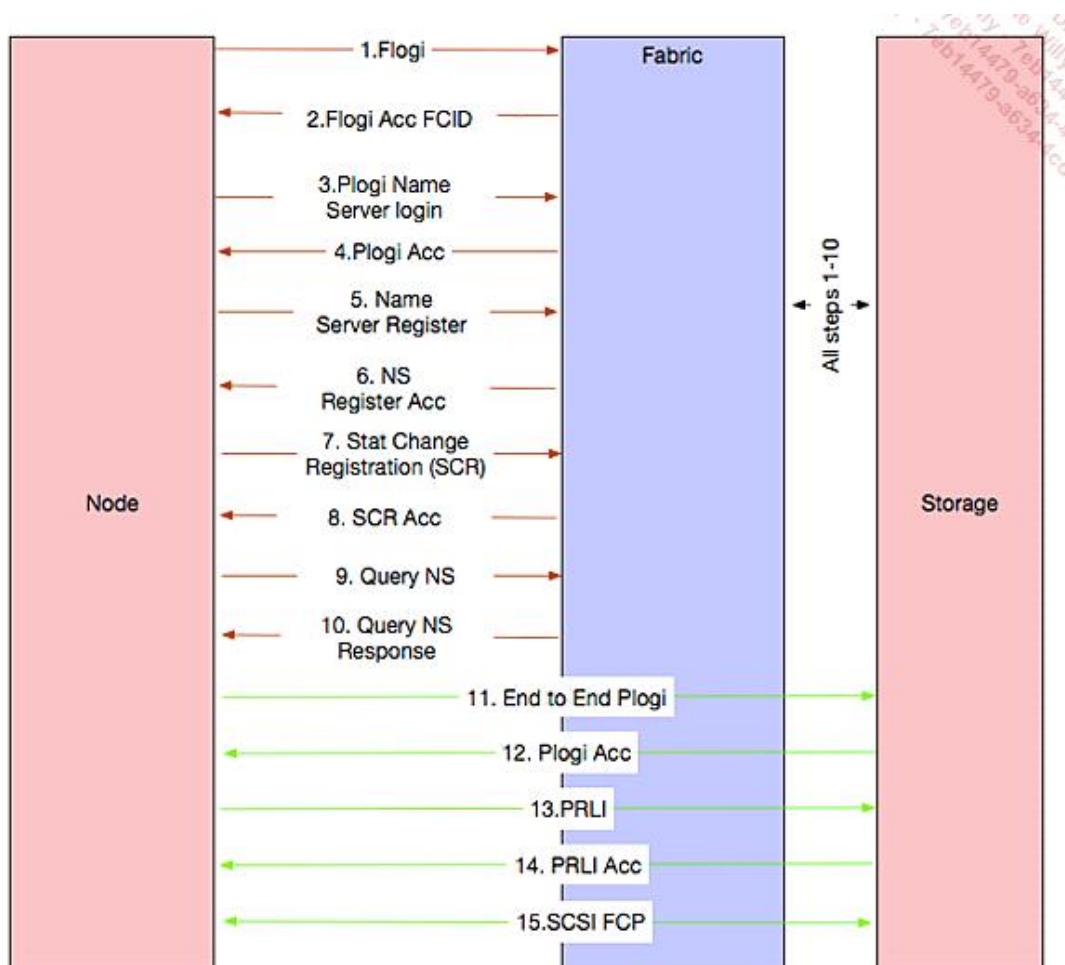 1.Flogi
Fabric
2.Flogi Acc FCID
3.Plogi Name
Server login
4.Plogi Acc
5. Name
Server Register
All steps 1-10
6. NS
Register Acc
7. Stat Change
Registration (SCR)
Node
Storage
8. SCR Acc
9. Query NS
10. Query NS
Response
11. End to End Plogi
12. Plogi Acc
13.PRLI
14. PRLI Acc
15.SCSI FCP